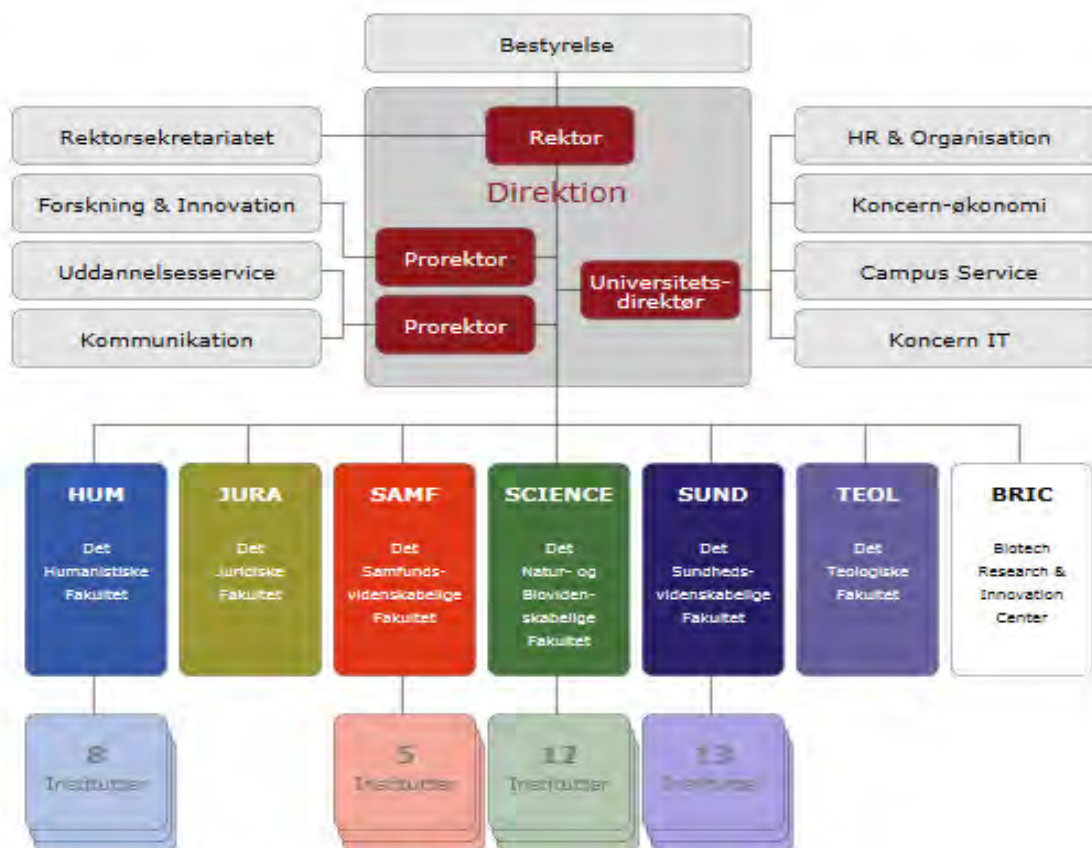 Bestyrelse
Rektorsekretariatet
Rektor
HR & Organisation
Direktion
Forskning & Innovation
Koncern-økonomi
Prorektor
Uddannelsesservice
Universitets-
direktør
Campus Service
Prorektor
Kommunikation
Koncern IT
HUM
Det
Humanistiske
Fakultet
JURA
Det
Juridiske
Fakultet
SAMF
Det
Samfunds-
videnskabelige
Fakultet
SCIENCE
Det
Natur- og
Bioviden-
skabelige
Fakultet
SUND
Det
Sundheds-
videnskabelige
Fakultet
TEOL
Det
Teologiske
Fakultet
BRIC
Biotech
Research &
Innovation
Center
8
Institutter
5
Institutter
12
Institutter
13
Institutter